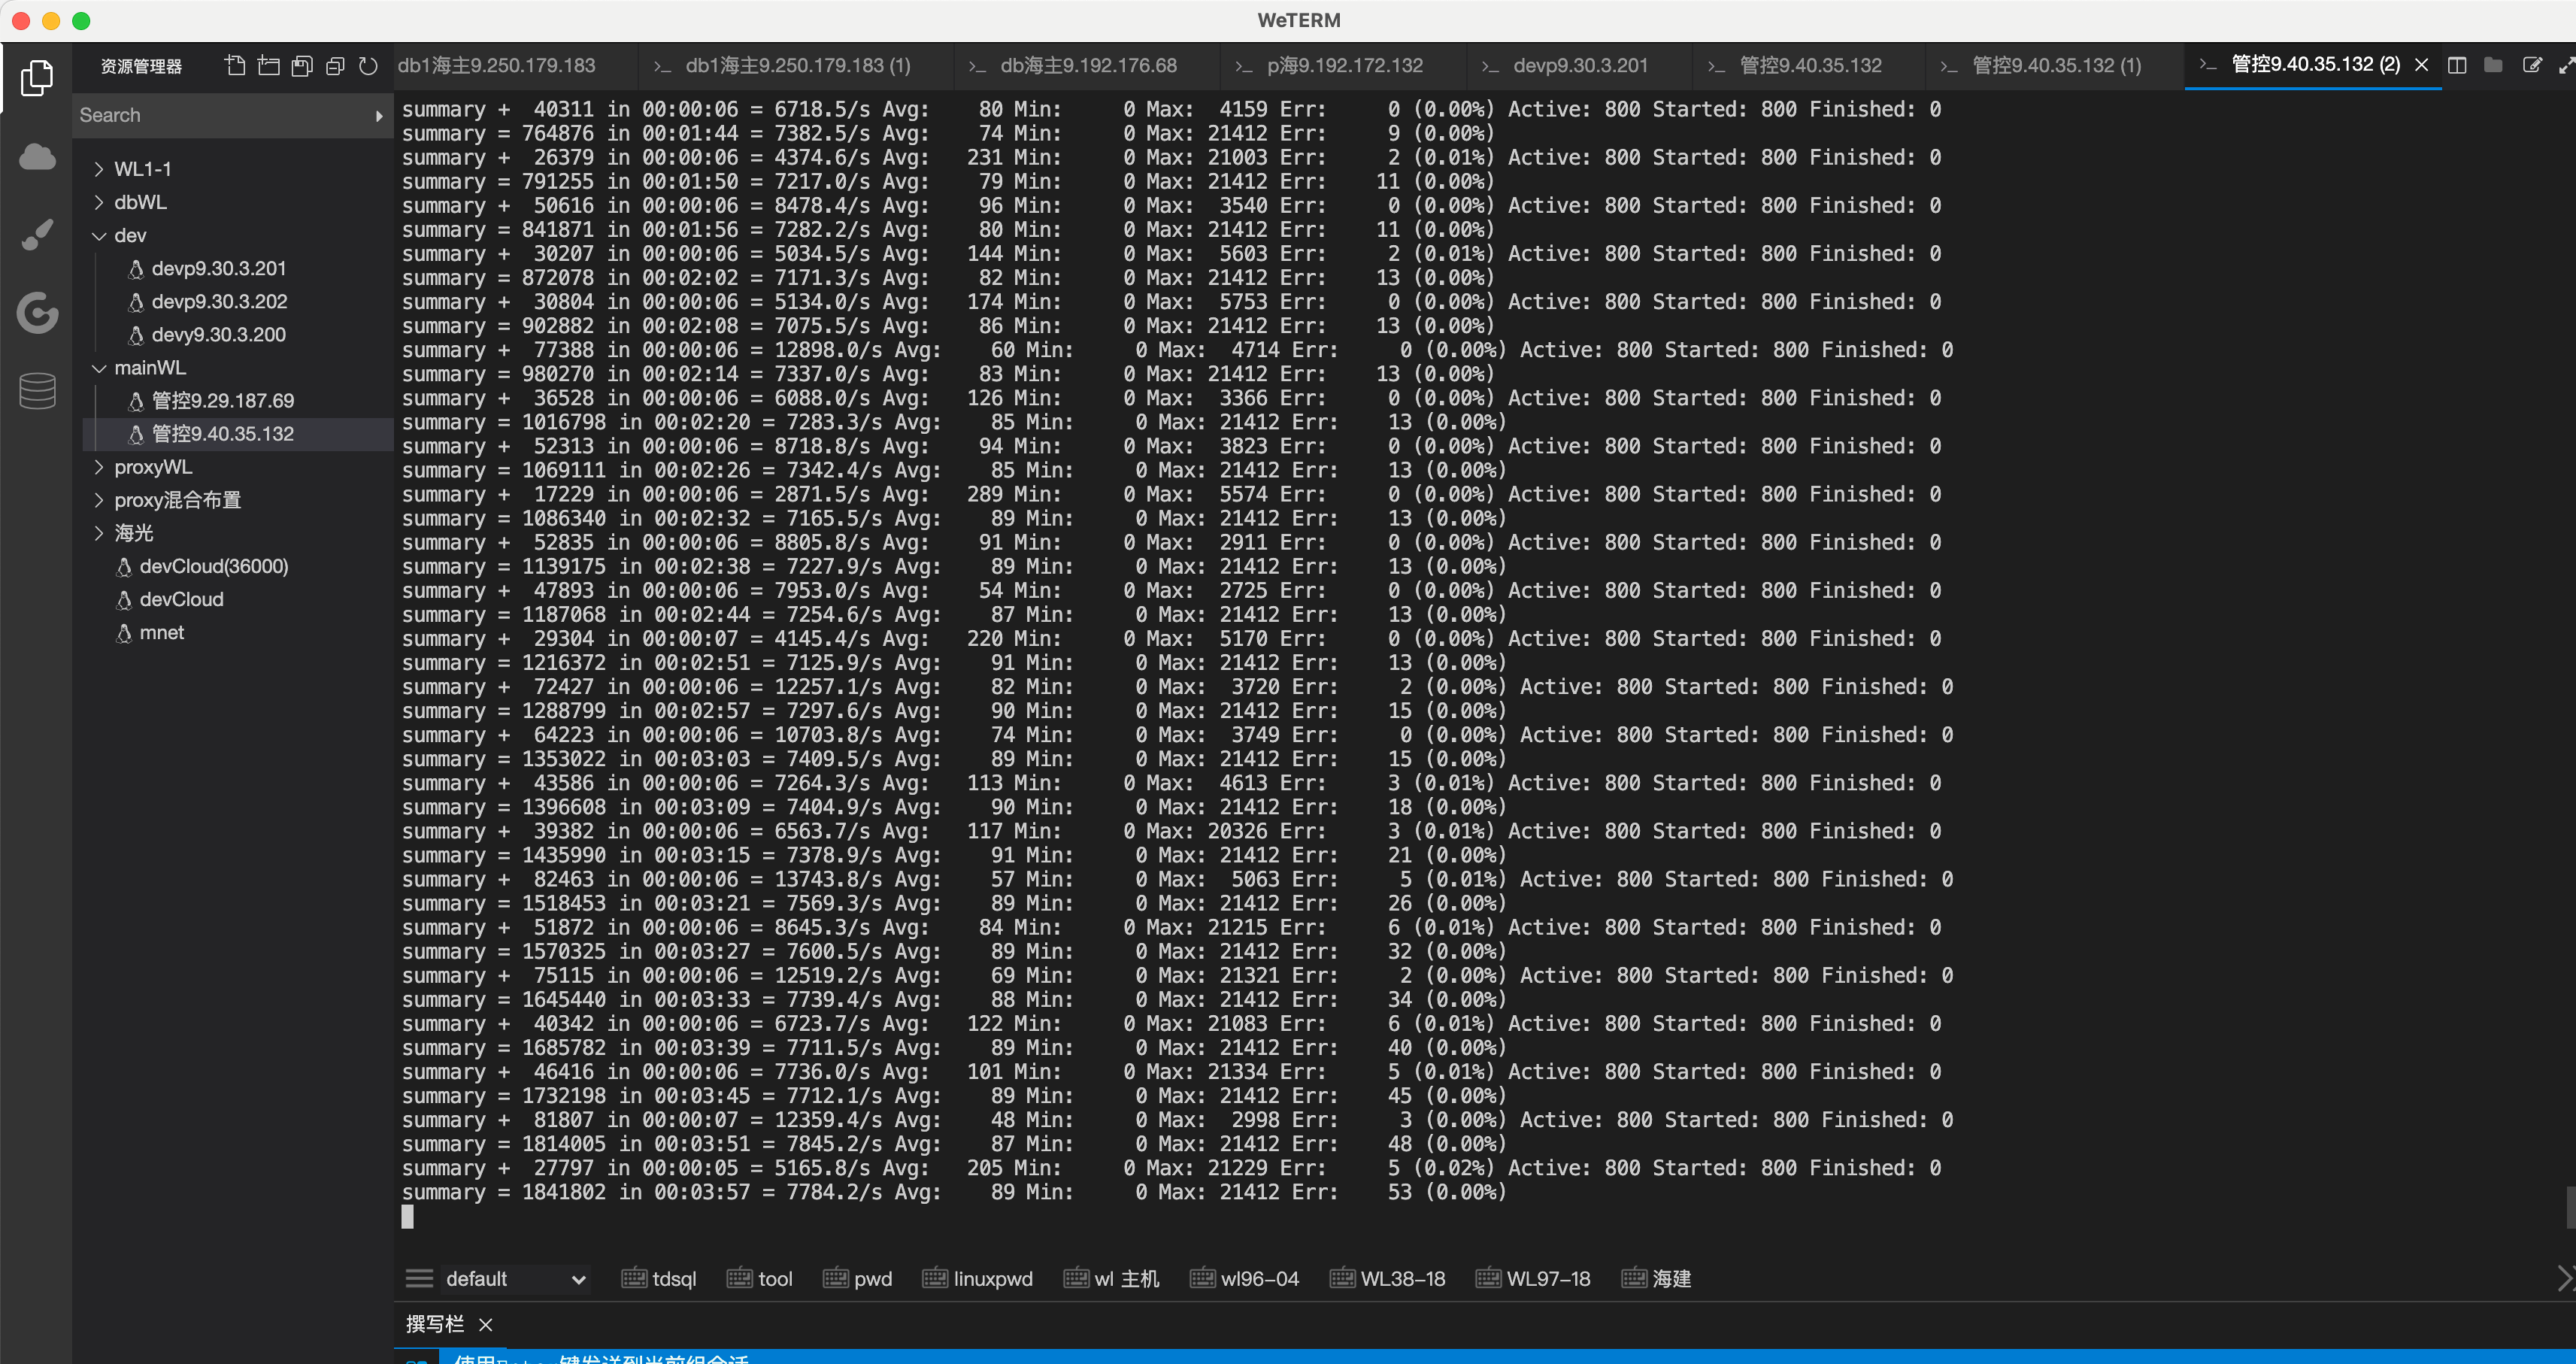 WeTERM
资源管理器
db1海主9.250.179.183
db1海主9.250.179.183 (1)
db海主9.192.176.68
p海9.192.172.132
devp9.30.3.201
管控9.40.35.132
管控9.40.35.132 (1)
管控9.40.35.132 (2)
Search
WL1-1
dbWL
dev
devp9.30.3.201
devp9.30.3.202
devy9.30.3.200
mainWL
管控9.29.187.69
管控9.40.35.132
proxyWL
proxy混合布置
海光
devCloud(36000)
devCloud
mnet
summary + 40311 in 00:00:06 = 6718.5/s Avg: 80 Min: 0 Max: 4159 Err: 0 (0.00%) Active: 800 Started: 800 Finished: 0
summary = 764876 in 00:01:44 = 7382.5/s Avg: 74 Min: 0 Max: 21412 Err: 9 (0.00%)
summary + 26379 in 00:00:06 = 4374.6/s Avg: 231 Min: 0 Max: 21003 Err: 2 (0.01%) Active: 800 Started: 800 Finished: 0
summary = 791255 in 00:01:50 = 7217.0/s Avg: 79 Min: 0 Max: 21412 Err: 11 (0.00%)
summary + 50616 in 00:00:06 = 8478.4/s Avg: 96 Min: 0 Max: 3540 Err: 0 (0.00%) Active: 800 Started: 800 Finished: 0
summary = 841871 in 00:01:56 = 7282.2/s Avg: 80 Min: 0 Max: 21412 Err: 11 (0.00%)
summary + 30207 in 00:00:06 = 5034.5/s Avg: 144 Min: 0 Max: 5603 Err: 2 (0.01%) Active: 800 Started: 800 Finished: 0
summary = 872078 in 00:02:02 = 7171.3/s Avg: 82 Min: 0 Max: 21412 Err: 13 (0.00%)
summary + 30804 in 00:00:06 = 5134.0/s Avg: 174 Min: 0 Max: 5753 Err: 0 (0.00%) Active: 800 Started: 800 Finished: 0
summary = 902882 in 00:02:08 = 7075.5/s Avg: 86 Min: 0 Max: 21412 Err: 13 (0.00%)
summary + 77388 in 00:00:06 = 12898.0/s Avg: 60 Min: 0 Max: 4714 Err: 0 (0.00%) Active: 800 Started: 800 Finished: 0
summary = 980270 in 00:02:14 = 7337.0/s Avg: 83 Min: 0 Max: 21412 Err: 13 (0.00%)
summary + 36528 in 00:00:06 = 6088.0/s Avg: 126 Min: 0 Max: 3366 Err: 0 (0.00%) Active: 800 Started: 800 Finished: 0
summary = 1016798 in 00:02:20 = 7283.3/s Avg: 85 Min: 0 Max: 21412 Err: 13 (0.00%)
summary + 52313 in 00:00:06 = 8718.8/s Avg: 94 Min: 0 Max: 3823 Err: 0 (0.00%) Active: 800 Started: 800 Finished: 0
summary = 1069111 in 00:02:26 = 7342.4/s Avg: 85 Min: 0 Max: 21412 Err: 13 (0.00%)
summary + 17229 in 00:00:06 = 2871.5/s Avg: 289 Min: 0 Max: 5574 Err: 0 (0.00%) Active: 800 Started: 800 Finished: 0
summary = 1086340 in 00:02:32 = 7165.5/s Avg: 89 Min: 0 Max: 21412 Err: 13 (0.00%)
summary + 52835 in 00:00:06 = 8805.8/s Avg: 91 Min: 0 Max: 2911 Err: 0 (0.00%) Active: 800 Started: 800 Finished: 0
summary = 1139175 in 00:02:38 = 7227.9/s Avg: 89 Min: 0 Max: 21412 Err: 13 (0.00%)
summary + 47893 in 00:00:06 = 7953.0/s Avg: 54 Min: 0 Max: 2725 Err: 0 (0.00%) Active: 800 Started: 800 Finished: 0
summary = 1187068 in 00:02:44 = 7254.6/s Avg: 87 Min: 0 Max: 21412 Err: 13 (0.00%)
summary + 29304 in 00:00:07 = 4145.4/s Avg: 220 Min: 0 Max: 5170 Err: 0 (0.00%) Active: 800 Started: 800 Finished: 0
summary = 1216372 in 00:02:51 = 7125.9/s Avg: 91 Min: 0 Max: 21412 Err: 13 (0.00%)
summary + 72427 in 00:00:06 = 12257.1/s Avg: 82 Min: 0 Max: 3720 Err: 2 (0.00%) Active: 800 Started: 800 Finished: 0
summary = 1288799 in 00:02:57 = 7297.6/s Avg: 90 Min: 0 Max: 21412 Err: 15 (0.00%)
summary + 64223 in 00:00:06 = 10703.8/s Avg: 74 Min: 0 Max: 3749 Err: 0 (0.00%) Active: 800 Started: 800 Finished: 0
summary = 1353022 in 00:03:03 = 7409.5/s Avg: 89 Min: 0 Max: 21412 Err: 15 (0.00%)
summary + 43586 in 00:00:06 = 7264.3/s Avg: 113 Min: 0 Max: 4613 Err: 3 (0.01%) Active: 800 Started: 800 Finished: 0
summary = 1396608 in 00:03:09 = 7404.9/s Avg: 90 Min: 0 Max: 21412 Err: 18 (0.00%)
summary + 39382 in 00:00:06 = 6563.7/s Avg: 117 Min: 0 Max: 20326 Err: 3 (0.01%) Active: 800 Started: 800 Finished: 0
summary = 1435990 in 00:03:15 = 7378.9/s Avg: 91 Min: 0 Max: 21412 Err: 21 (0.00%)
summary + 82463 in 00:00:06 = 13743.8/s Avg: 57 Min: 0 Max: 5063 Err: 5 (0.01%) Active: 800 Started: 800 Finished: 0
summary = 1518453 in 00:03:21 = 7569.3/s Avg: 89 Min: 0 Max: 21412 Err: 26 (0.00%)
summary + 51872 in 00:00:06 = 8645.3/s Avg: 84 Min: 0 Max: 21215 Err: 6 (0.01%) Active: 800 Started: 800 Finished: 0
summary = 1570325 in 00:03:27 = 7600.5/s Avg: 89 Min: 0 Max: 21412 Err: 32 (0.00%)
summary + 75115 in 00:00:06 = 12519.2/s Avg: 69 Min: 0 Max: 21321 Err: 2 (0.00%) Active: 800 Started: 800 Finished: 0
summary = 1645440 in 00:03:33 = 7739.4/s Avg: 88 Min: 0 Max: 21412 Err: 34 (0.00%)
summary + 40342 in 00:00:06 = 6723.7/s Avg: 122 Min: 0 Max: 21083 Err: 6 (0.01%) Active: 800 Started: 800 Finished: 0
summary = 1685782 in 00:03:39 = 7711.5/s Avg: 89 Min: 0 Max: 21412 Err: 40 (0.00%)
summary + 46416 in 00:00:06 = 7736.0/s Avg: 101 Min: 0 Max: 21334 Err: 5 (0.01%) Active: 800 Started: 800 Finished: 0
summary = 1732198 in 00:03:45 = 7712.1/s Avg: 89 Min: 0 Max: 21412 Err: 45 (0.00%)
summary + 81807 in 00:00:07 = 12359.4/s Avg: 48 Min: 0 Max: 2998 Err: 3 (0.00%) Active: 800 Started: 800 Finished: 0
summary = 1814005 in 00:03:51 = 7845.2/s Avg: 87 Min: 0 Max: 21412 Err: 48 (0.00%)
summary + 27797 in 00:00:05 = 5165.8/s Avg: 205 Min: 0 Max: 21229 Err: 5 (0.02%) Active: 800 Started: 800 Finished: 0
summary = 1841802 in 00:03:57 = 7784.2/s Avg: 89 Min: 0 Max: 21412 Err: 53 (0.00%)
default
tdsql
tool
pwd
linuxpwd
wl 主机
wl96-04
WL38-18
WL97-18
海建
撰写栏